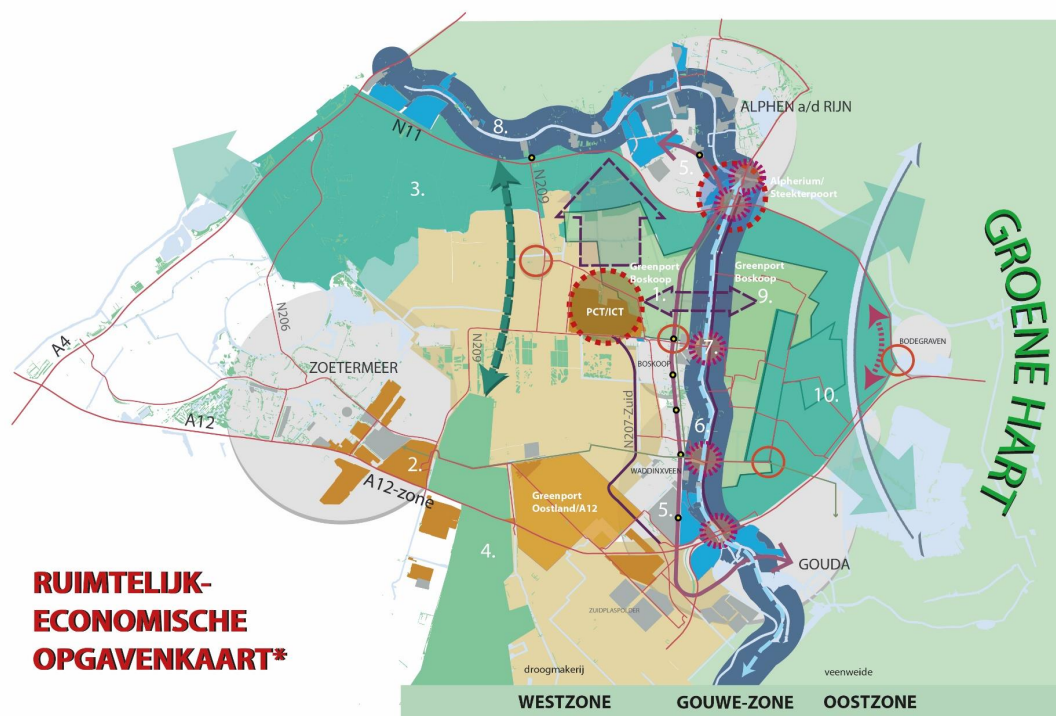 ALPHEN a/d RIJN
8.
N11
5.
Alpherium/
Steekterpoort
3.
N209
GROENE HART
Greenport
Boskoop
Greenport
Boskoop
1.
9.
PCT/ICT
N206
A4
7.
BODEGRAVEN
N209
ZOETERMEER
BOSKOOP
10.
N207-Zuid
A12
6.
2.
WADDINXVEEN
A12-zone
Greenport
Oostland/A12
5.
4.
GOUDA
RUIMTELIJK-
ECONOMISCHE
OPGAVENKAART*
ZUIDPLASPOLDER
droogmakerij
veenweide
WESTZONE
GOUWE-ZONE
OOSTZONE